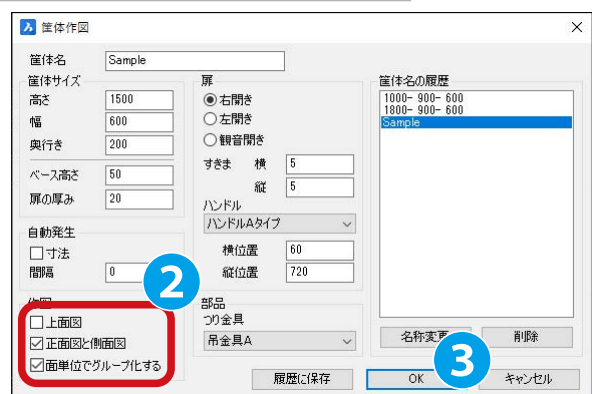 筐体作図
筐体名 Sample
筐体サイズ
高さ 1500
幅 600
奥行き 200
ベース高さ 50
扉の厚み 20
自動発生
寸法
間隔 0
作図
上面図
正面図と側面図
面単位でグループ化する
2
扉
右開き
左開き
観音開き
すきま 横 5
縦 5
ハンドル
ハンドルAタイプ
横位置 60
縦位置 720
部品
つり金具
吊金具A
筐体名の履歴
1000- 900- 600
1800- 900- 600
Sample
名称変更 削除
3
履歴に保存 OK キャンセル